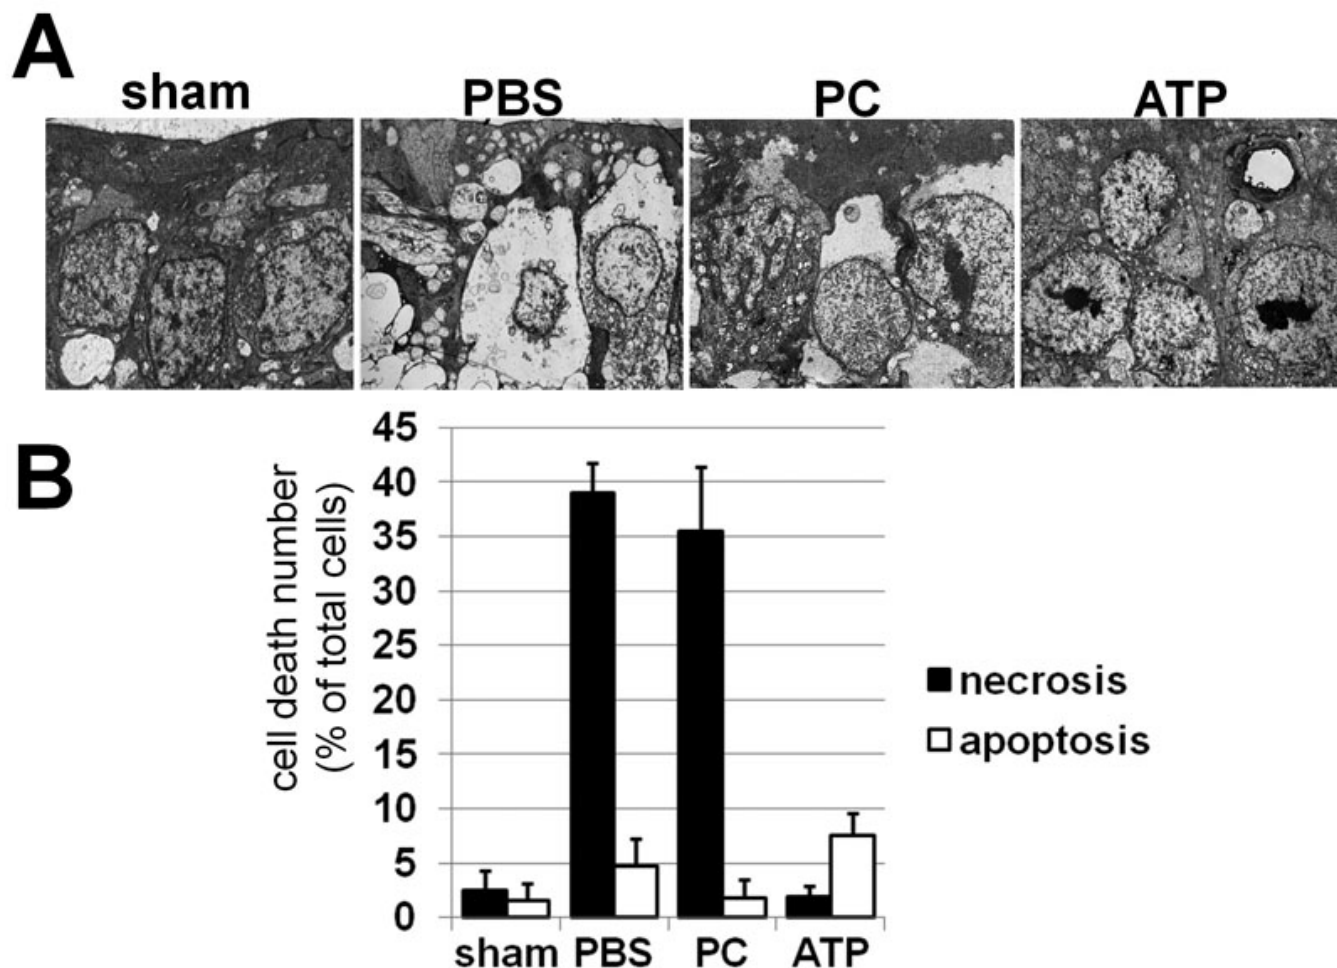 A
sham PBS PC ATP
B
cell death number
(% of total cells)
45
40
35
30
25
20
15
10
5
0
sham PBS PC ATP
necrosis
apoptosis